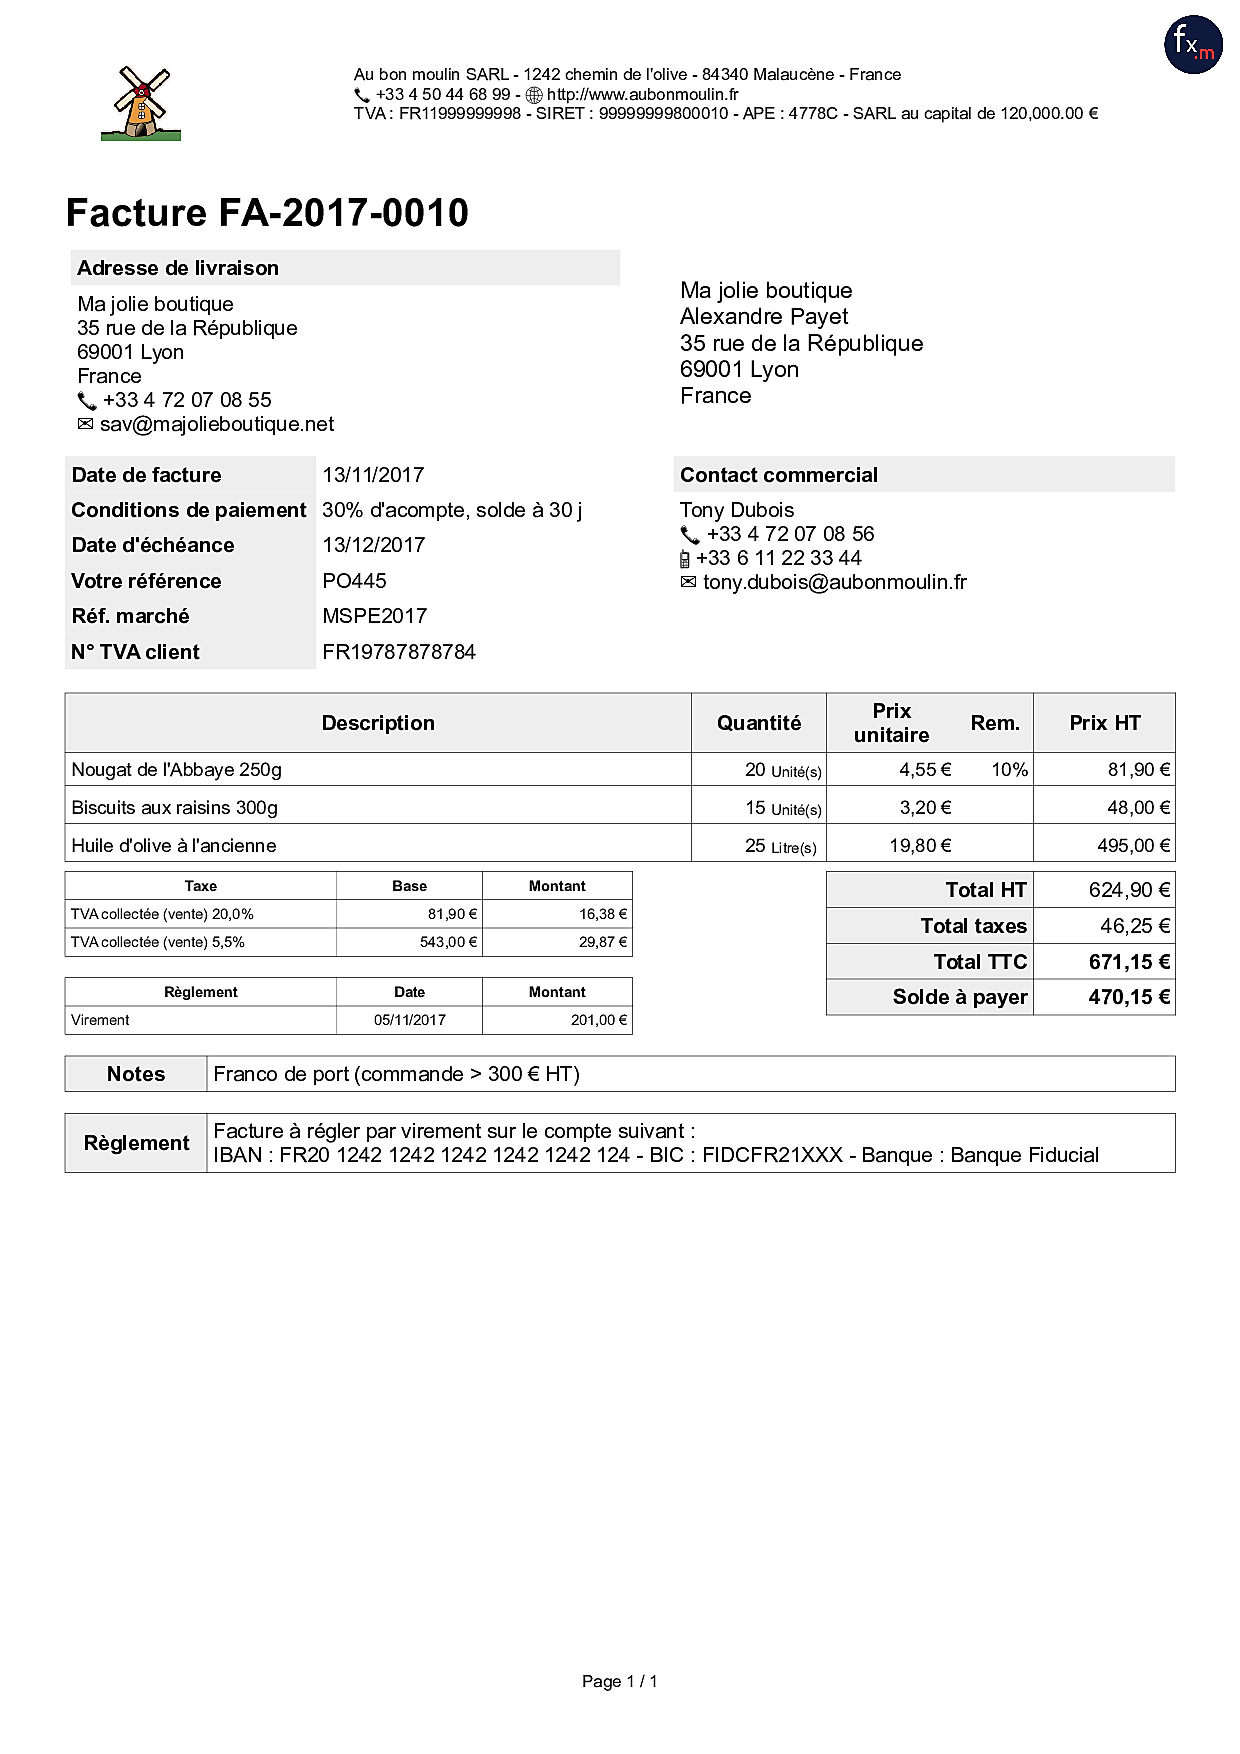 fx.m
Au bon moulin SARL - 1242 chemin de l'olive - 84340 Malaucène - France
+33 4 50 44 68 99 - http://www.aubonmoulin.fr
TVA : FR11999999998 - SIRET : 99999999800010 - APE : 4778C - SARL au capital de 120,000.00 €
Facture FA-2017-0010
Adresse de livraison
Ma jolie boutique
35 rue de la République
69001 Lyon
France
+33 4 72 07 08 55
✉ sav@majolieboutique.net
Ma jolie boutique
Alexandre Payet
35 rue de la République
69001 Lyon
France
Date de facture 13/11/2017
Conditions de paiement 30% d'acompte, solde à 30 j
Date d'échéance 13/12/2017
Votre référence PO445
Réf. marché MSPE2017
N° TVA client FR19787878784
Contact commercial
Tony Dubois
+33 4 72 07 08 56
+33 6 11 22 33 44
✉ tony.dubois@aubonmoulin.fr
Description Quantité Prix unitaire Rem. Prix HT
Nougat de l'Abbaye 250g 20 Unité(s) 4,55 € 10% 81,90 €
Biscuits aux raisins 300g 15 Unité(s) 3,20 € 48,00 €
Huile d'olive à l'ancienne 25 Litre(s) 19,80 € 495,00 €
Taxe Base Montant
TVA collectée (vente) 20,0% 81,90 € 16,38 €
TVA collectée (vente) 5,5% 543,00 € 29,87 €
Règlement Date Montant
Virement 05/11/2017 201,00 €
Total HT 624,90 €
Total taxes 46,25 €
Total TTC 671,15 €
Solde à payer 470,15 €
Notes Franco de port (commande > 300 € HT)
Règlement Facture à régler par virement sur le compte suivant :
IBAN : FR20 1242 1242 1242 1242 1242 124 - BIC : FIDCFR21XXX - Banque : Banque Fiducial
Page 1 / 1